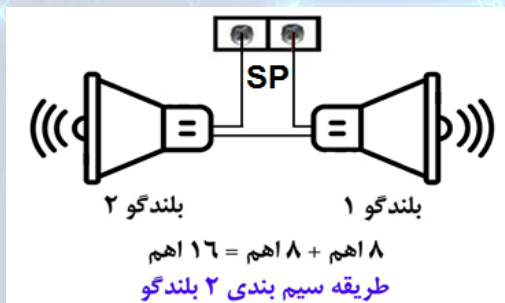 SP
بلندگو ۲ بلندگو ۱
۸ اهم + ۸ اهم = ۱۶ اهم
طریقه سیم بندی ۲ بلندگو